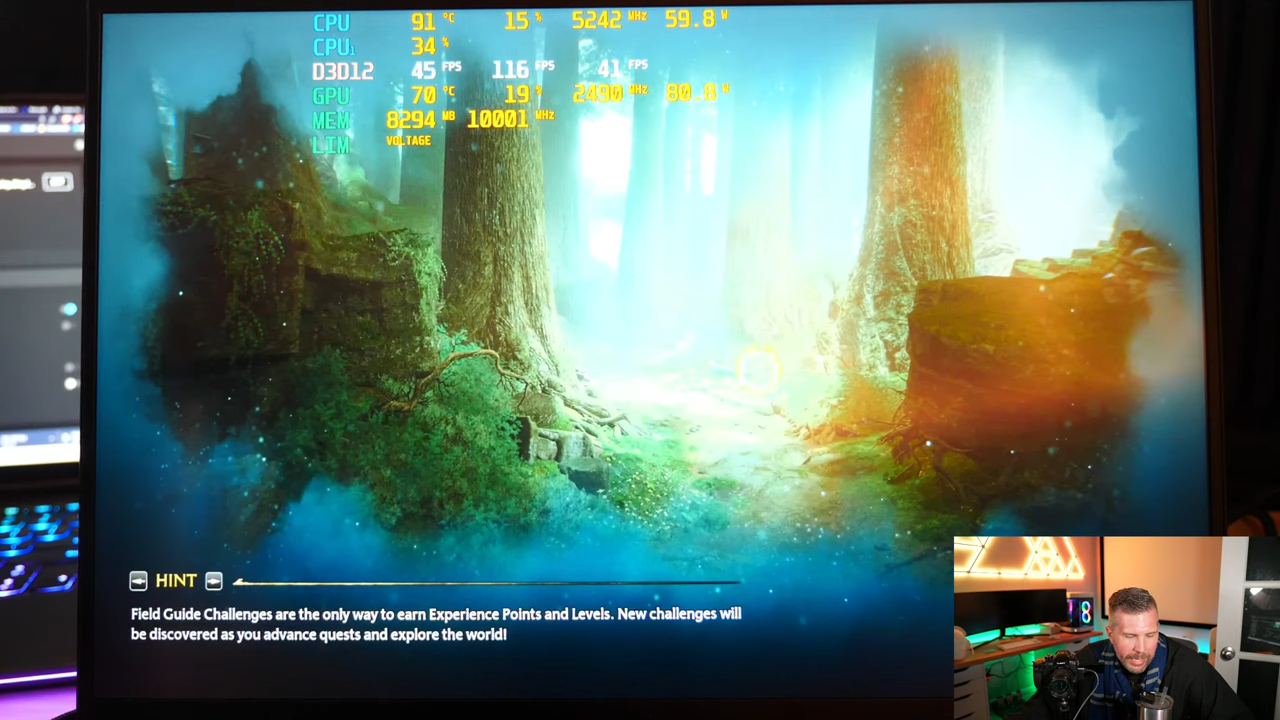 CPU 91 °C 15 % 5242 MHz 59.8 W
CPU1 34 %
D3D12 45 FPS 116 FPS 41 FPS
GPU 70 °C 19 % 2490 MHz 80.8 W
MEM 8294 MB 10001 MHz
LIM VOLTAGE
HINT
Field Guide Challenges are the only way to earn Experience Points and Levels. New challenges will
be discovered as you advance quests and explore the world!